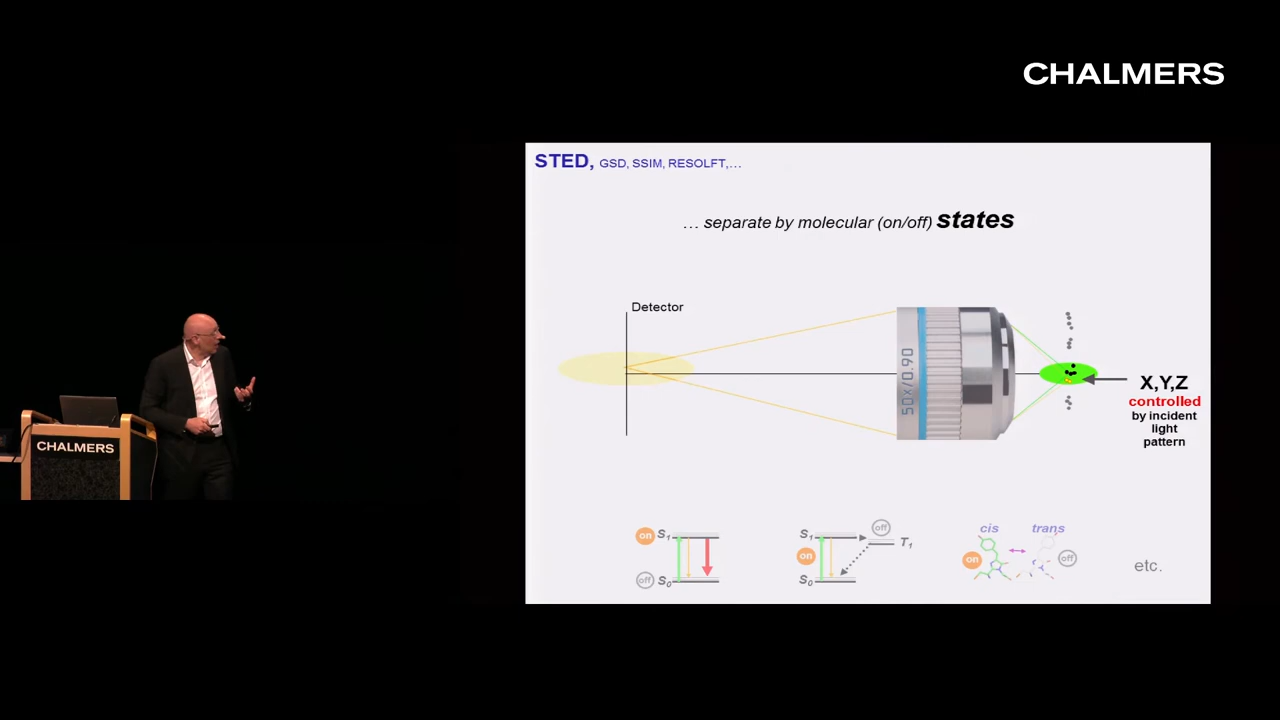 CHALMERS
STED, GSD, SSIM, RESOLFT,...
... separate by molecular (on/off) states
Detector
50x/0.90
X,Y,Z
controlled
by incident
light
pattern
CHALMERS
on S1
off S0
S1
off
T1
on
S0
cis
trans
on
off
etc.